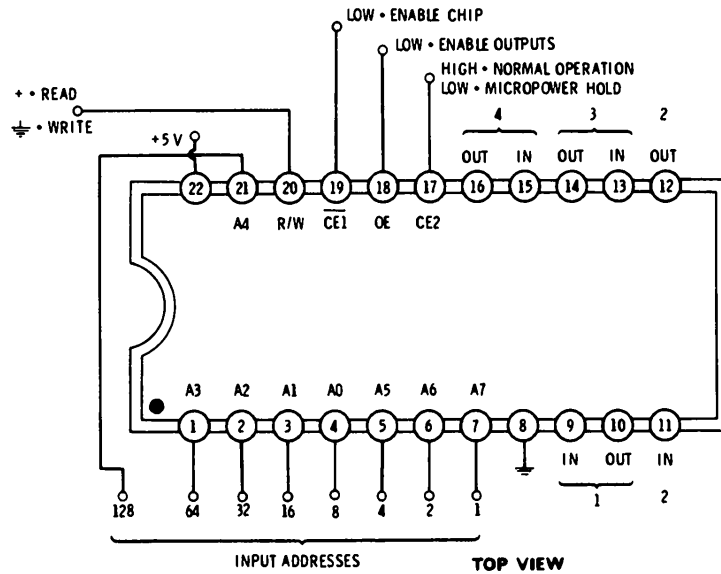 LOW • ENABLE CHIP
LOW • ENABLE OUTPUTS
HIGH • NORMAL OPERATION
LOW • MICROPOWER HOLD
+ • READ
• WRITE
+5 V
4 3 2
OUT IN OUT IN OUT
22 21 20 19 18 17 16 15 14 13 12
A4 R/W CE1 OE CE2
A3 A2 A1 A0 A5 A6 A7
1 2 3 4 5 6 7 8 9 10 11
IN OUT IN
128 64 32 16 8 4 2 1
1 2
INPUT ADDRESSES
TOP VIEW